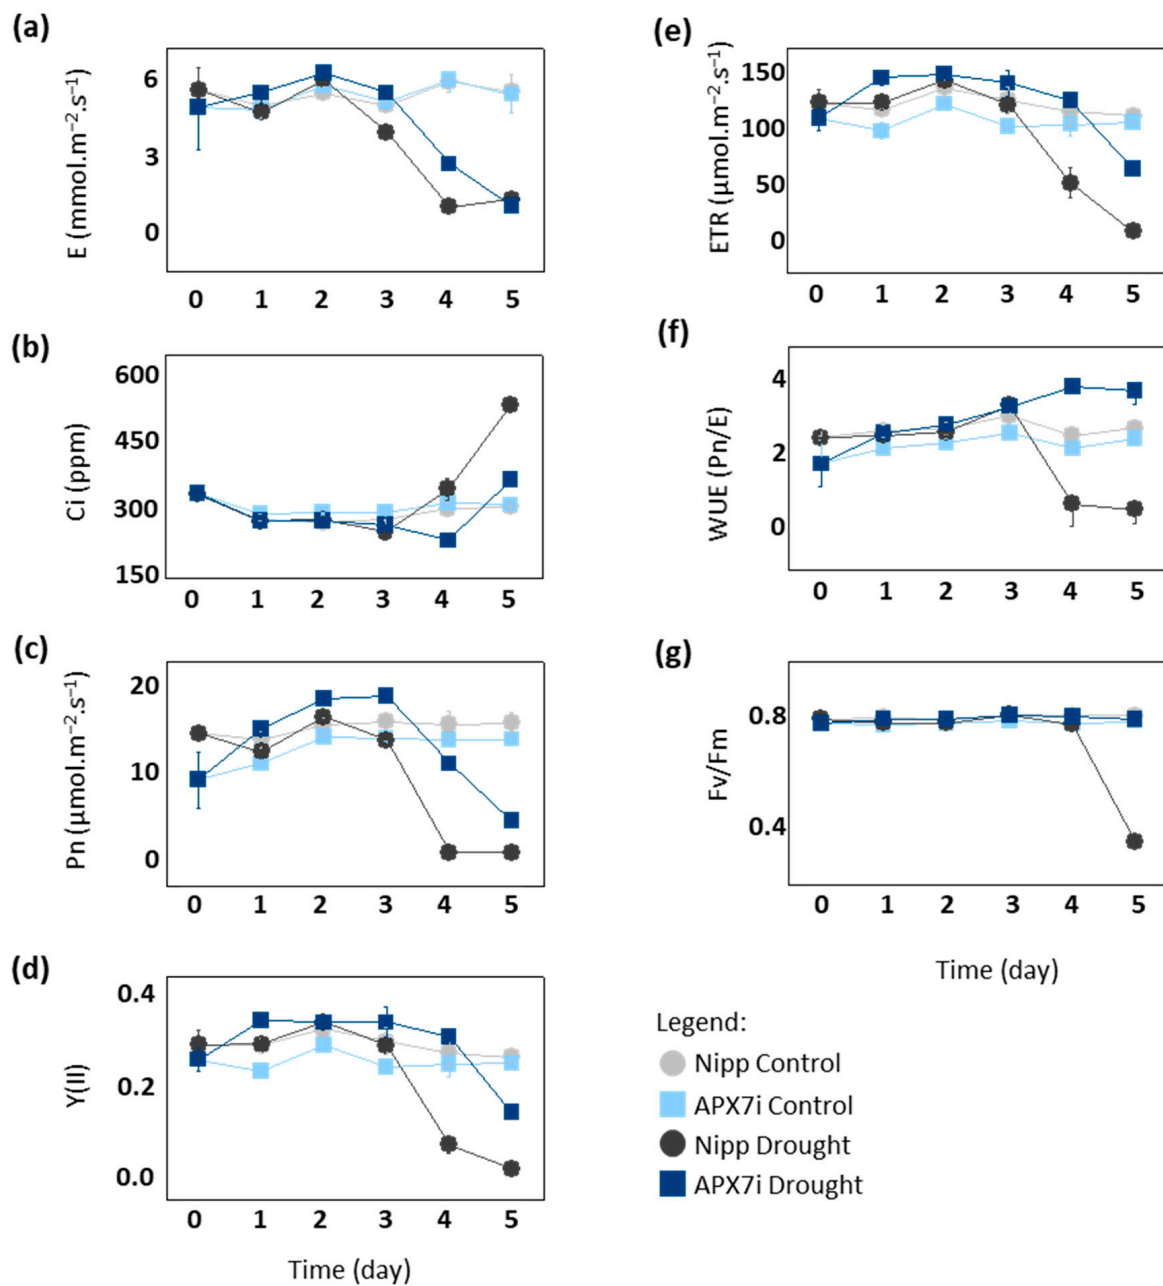 (a)
E (mmol.m−2.s−1)
6
3
0
0 1 2 3 4 5
(b)
Ci (ppm)
600
450
300
150
0 1 2 3 4 5
(c)
Pn (μmol.m−2.s−1)
20
10
0
0 1 2 3 4 5
(d)
Y(II)
0.4
0.2
0.0
0 1 2 3 4 5
Time (day)
(e)
ETR (μmol.m−2.s−1)
150
100
50
0
0 1 2 3 4 5
(f)
WUE (Pn/E)
4
2
0
0 1 2 3 4 5
(g)
Fv/Fm
0.8
0.4
0 1 2 3 4 5
Time (day)
Legend:
Nipp Control
APX7i Control
Nipp Drought
APX7i Drought